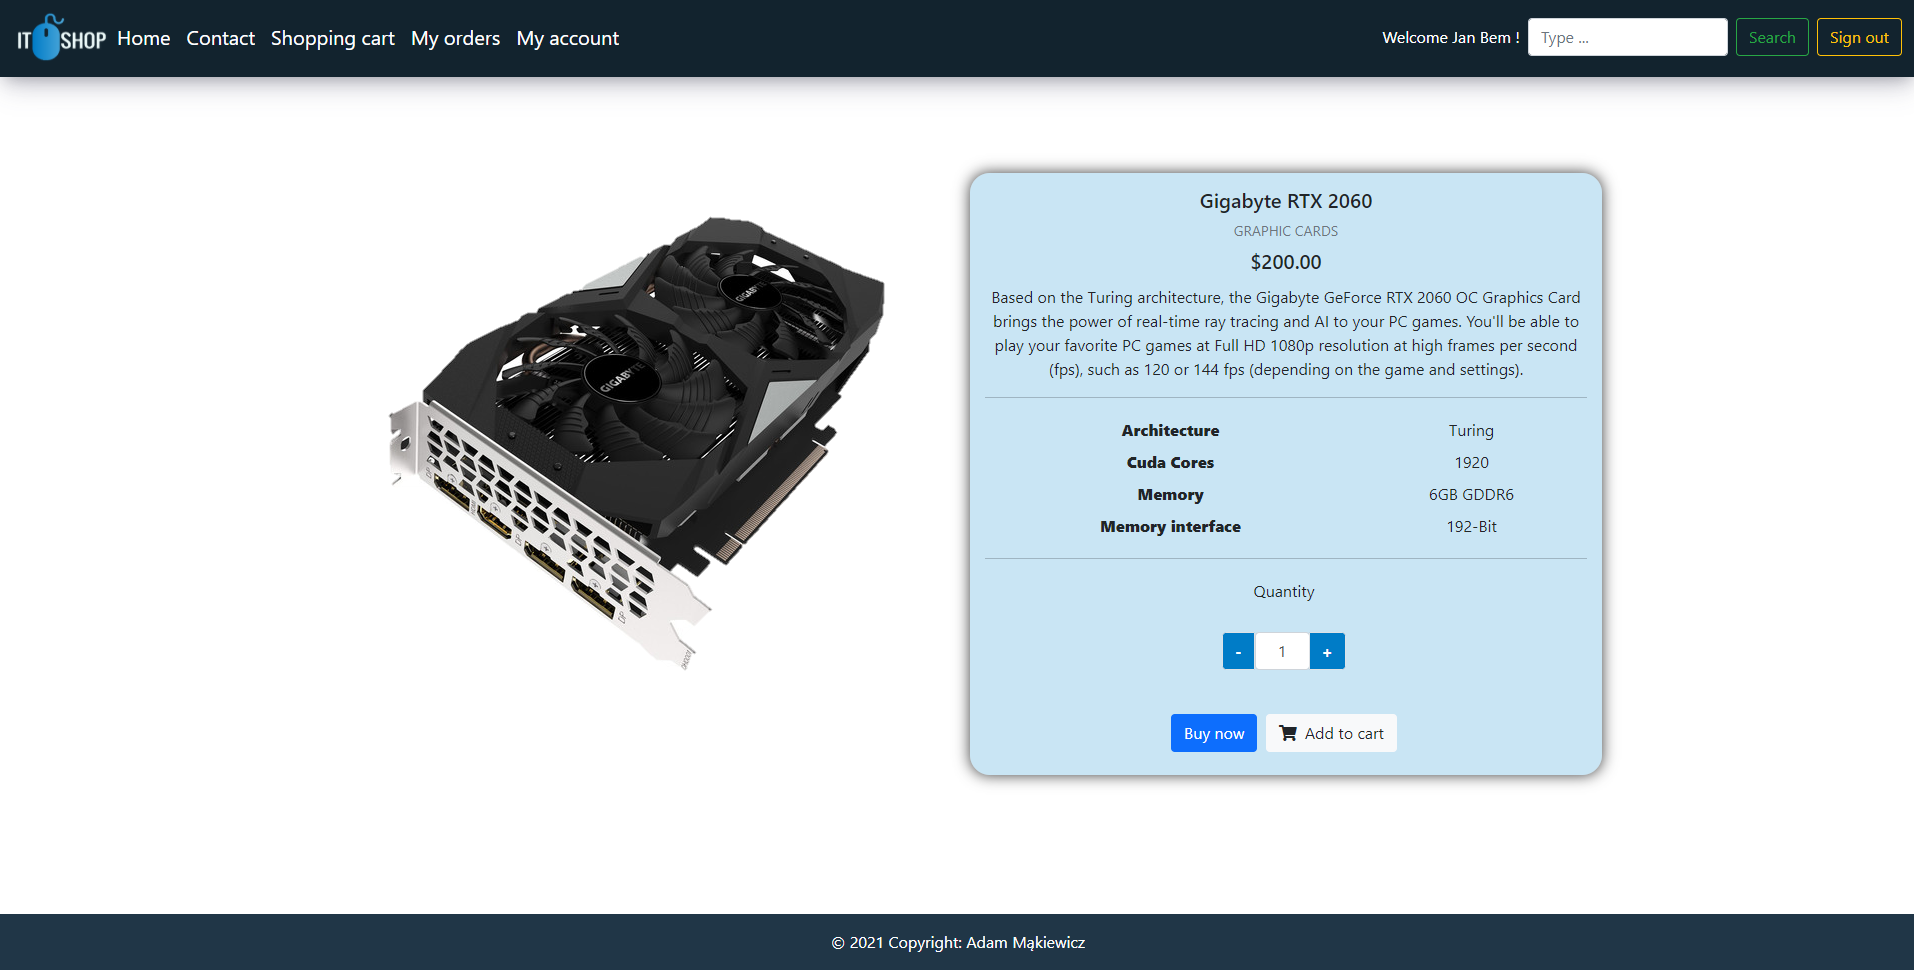 IT SHOP Home Contact Shopping cart My orders My account Welcome Jan Bem ! Type ... Search Sign out
GIGABYTE
GIGABYTE
HDMI
Gigabyte RTX 2060
GRAPHIC CARDS
$200.00
Based on the Turing architecture, the Gigabyte GeForce RTX 2060 OC Graphics Card
brings the power of real-time ray tracing and AI to your PC games. You'll be able to
play your favorite PC games at Full HD 1080p resolution at high frames per second
(fps), such as 120 or 144 fps (depending on the game and settings).
Architecture Turing
Cuda Cores 1920
Memory 6GB GDDR6
Memory interface 192-Bit
Quantity
- 1 +
Buy now Add to cart
© 2021 Copyright: Adam Mąkiewicz